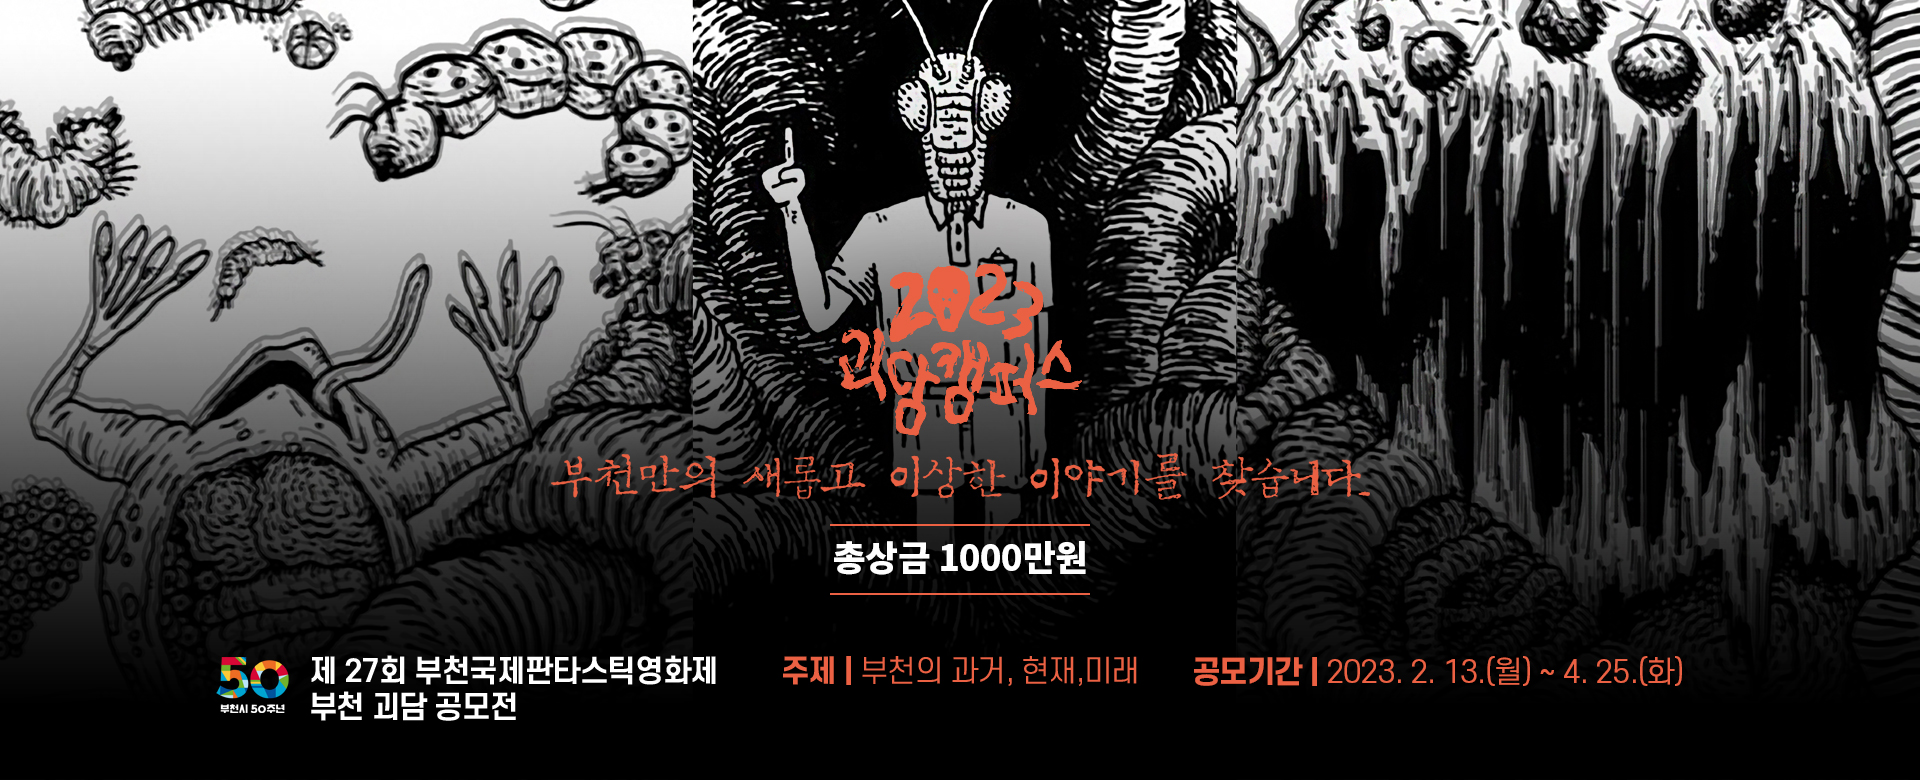 2023
괴담캠퍼스
부천만의 새롭고 이상한 이야기를 찾습니다.
총상금 1000만원
50
부천시 50주년
제 27회 부천국제판타스틱영화제
부천 괴담 공모전
주제 | 부천의 과거, 현재,미래
공모기간 | 2023. 2. 13.(월) ~ 4. 25.(화)